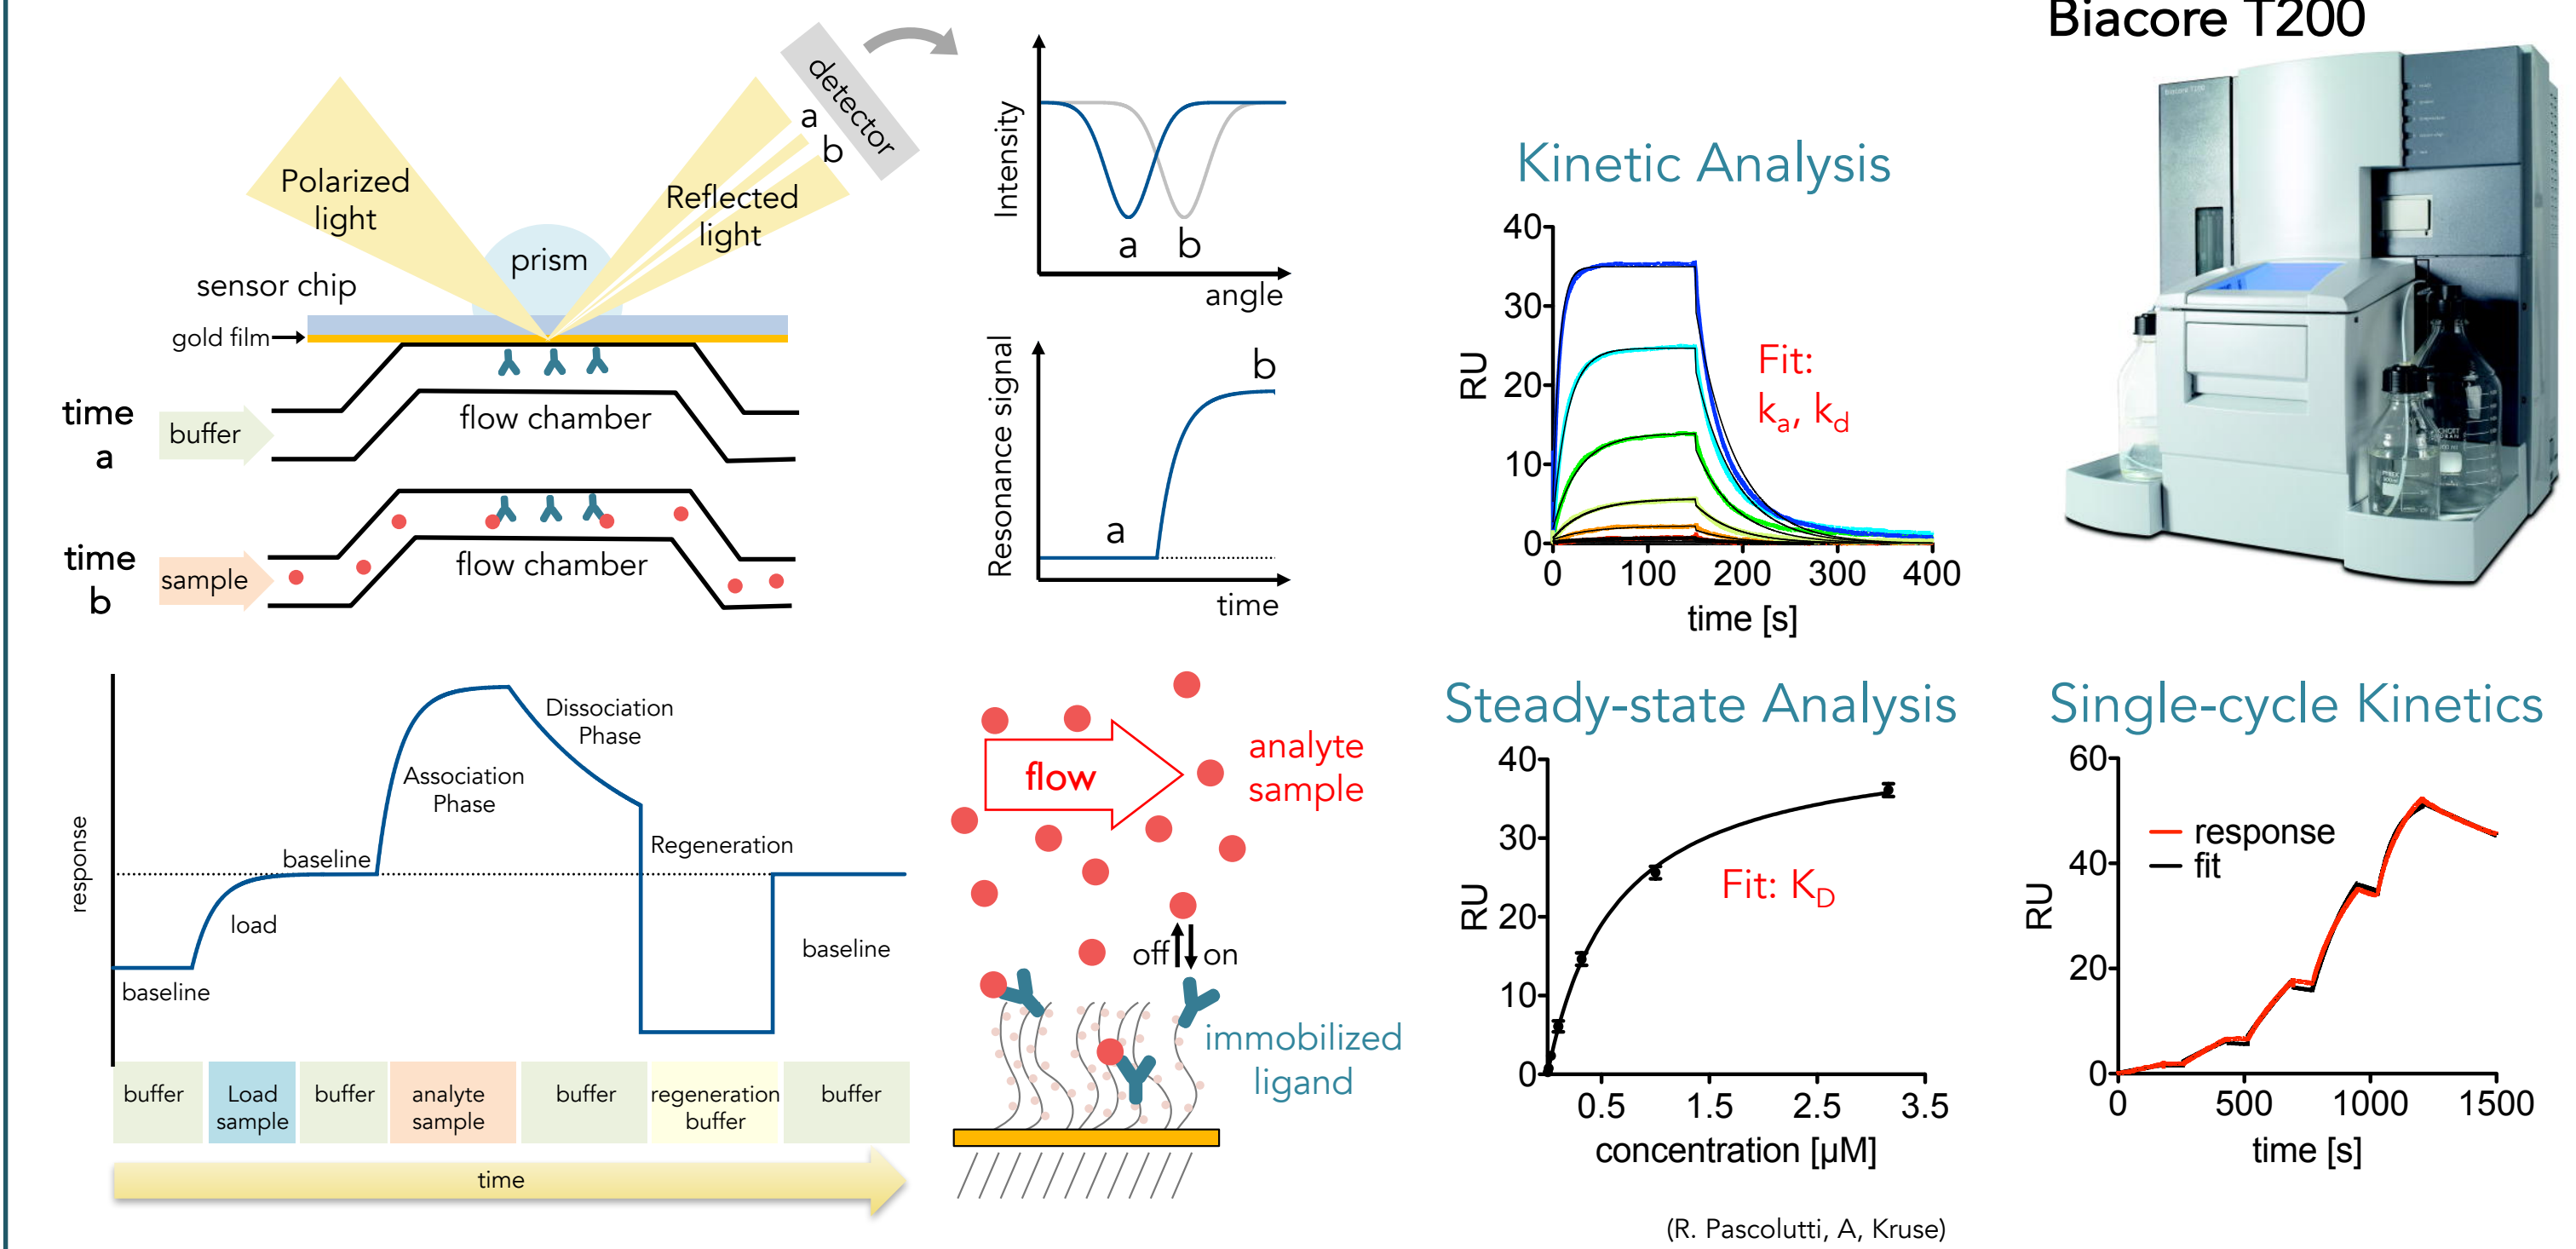 Biacore T200
detector
a
b
Polarized
light
Reflected
light
prism
sensor chip
gold film
time
a
buffer
flow chamber
time
b
sample
flow chamber
Intensity
a b
angle
Resonance signal
a
b
time
Kinetic Analysis
40
30
20
10
0
RU
Fit:
ka, kd
0 100 200 300 400
time [s]
Biacore T200
response
baseline
load
baseline
Association
Phase
Dissociation
Phase
Regeneration
baseline
buffer
Load
sample
buffer
analyte
sample
buffer
regeneration
buffer
buffer
time
flow
analyte
sample
off
on
immobilized
ligand
Steady-state Analysis
40
30
20
10
0
RU
Fit: KD
0.5 1.5 2.5 3.5
concentration [µM]
Single-cycle Kinetics
60
40
20
0
RU
response
fit
0 500 1000 1500
time [s]
(R. Pascolutti, A, Kruse)